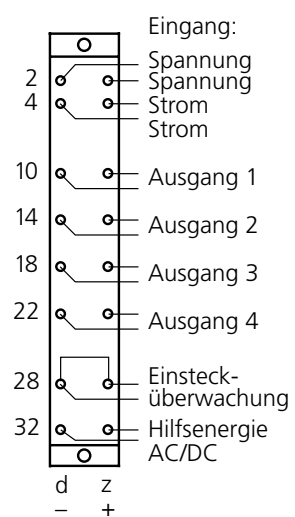 Eingang:
Spannung
2 Spannung
4 Strom
Strom
10 Ausgang 1
14 Ausgang 2
18 Ausgang 3
22 Ausgang 4
28 Einsteck-
überwachung
32 Hilfsenergie
AC/DC
d z
– +